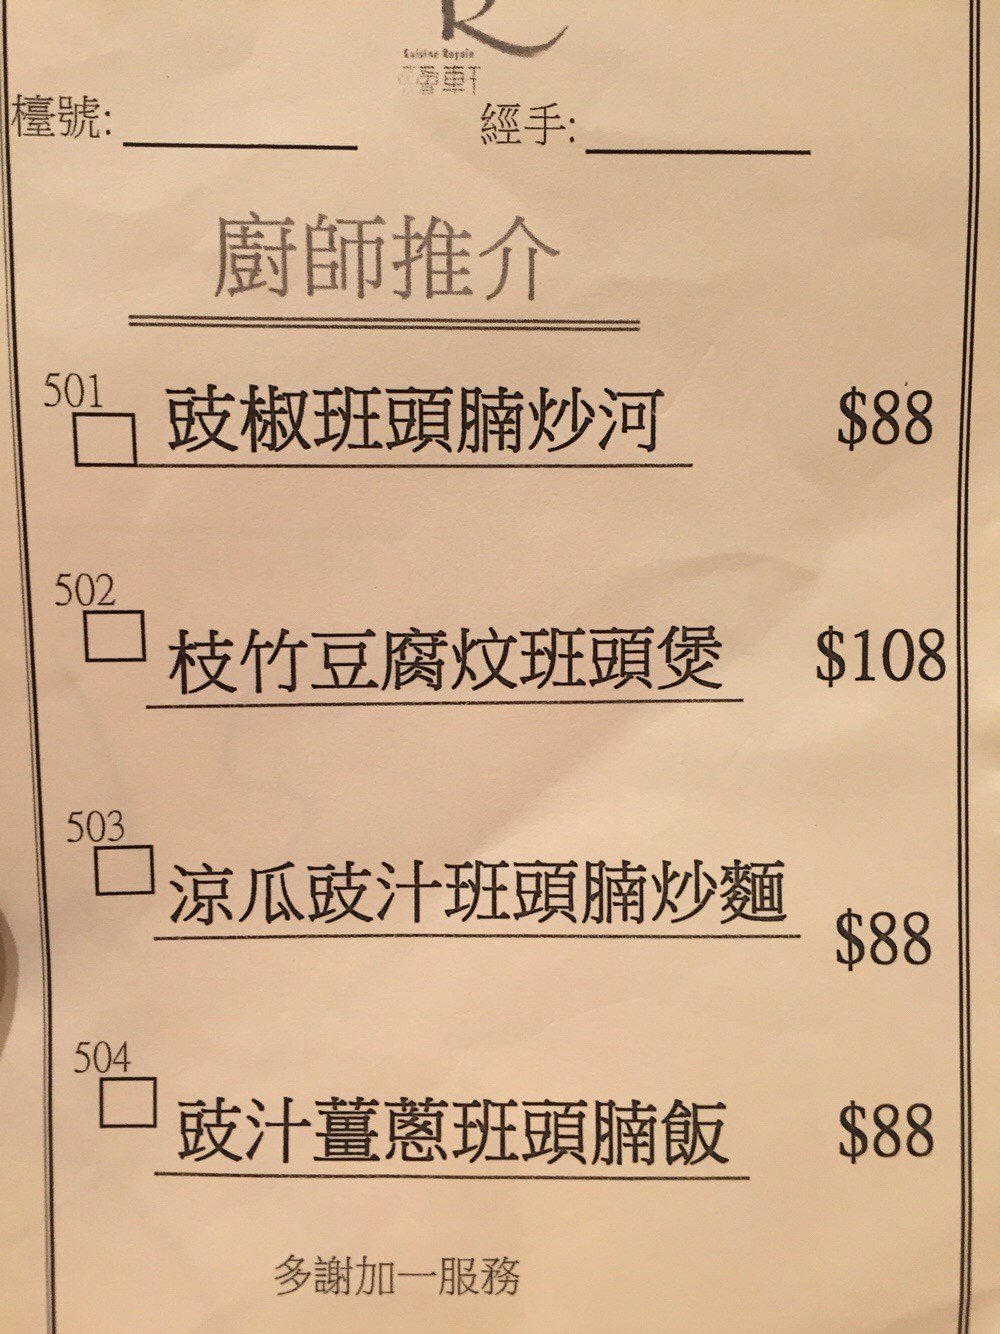 R
Cuisine Royale
軒
檯號:
經手:
廚師推介
501
豉椒班頭腩炒河 $88
502
枝竹豆腐炆班頭煲 $108
503
涼瓜豉汁班頭腩炒麵 $88
504
豉汁薑蔥班頭腩飯 $88
多謝加一服務